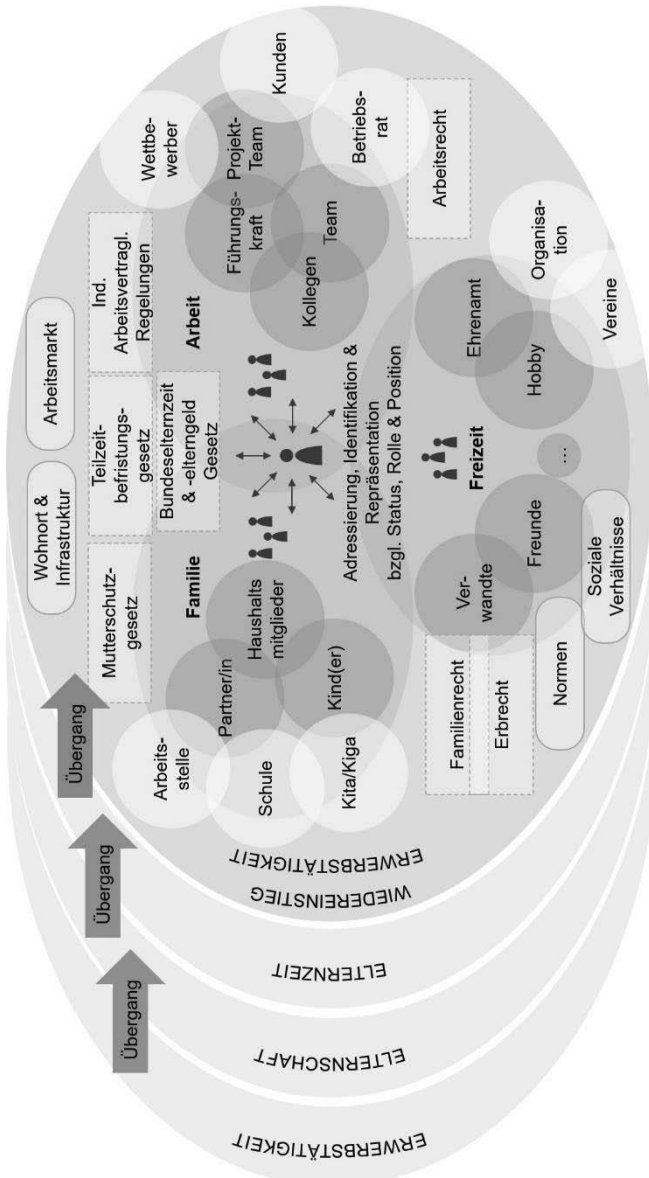 Übergang
Übergang
Übergang
ERWERBSTÄTIGKEIT
ELTERNSCHAFT
ELTERNZEIT
WIEDEREINSTIEG
ERWERBSTÄTIGKEIT
Wohnort &
Infrastruktur
Arbeitsmarkt
Mutterschutz-
gesetz
Teilzeit-
befristungs-
gesetz
Ind.
Arbeitsvertragl.
Regelungen
Bundeselternzeit
& -elterngeld
Gesetz
Wettbe-
werber
Kunden
Projekt-
Team
Führungs-
kraft
Arbeit
Team
Kollegen
Betriebs-
rat
Arbeitsrecht
Familie
Arbeits-
stelle
Partner/in
Haushalts
mitglieder
Schule
Kind(er)
Kita/Kiga
Adressierung, Identifikation &
Repräsentation
bzgl. Status, Rolle & Position
Freizeit
Ver-
wandte
Freunde
...
Hobby
Ehrenamt
Organisa-
tion
Vereine
Familienrecht
Erbrecht
Normen
Soziale
Verhältnisse